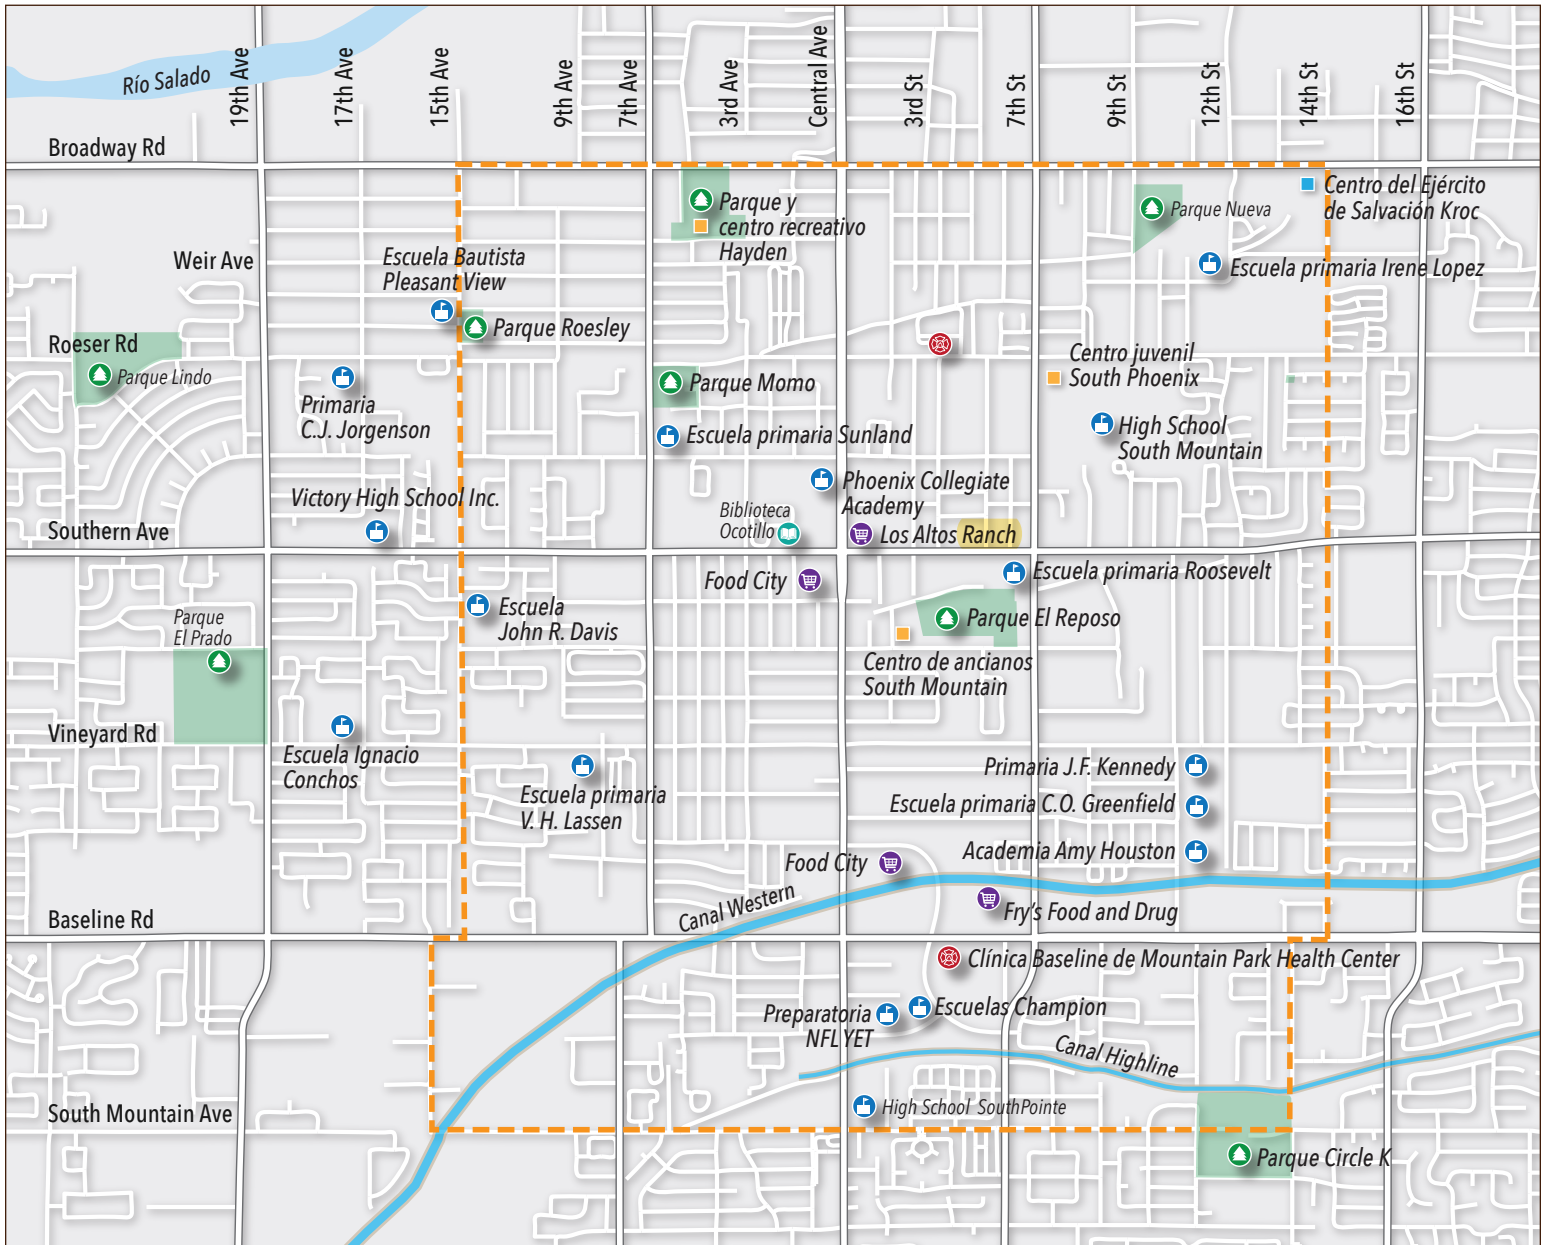 Río Salado
19th Ave
17th Ave
15th Ave
9th Ave
7th Ave
3rd Ave
Central Ave
3rd St
7th St
9th St
12th St
14th St
16th St
Broadway Rd
Parque y
centro recreativo
Hayden
Parque Nueva
Centro del Ejército
de Salvación Kroc
Weir Ave
Escuela Bautista
Pleasant View
Escuela primaria Irene Lopez
Parque Roesley
Roeser Rd
Parque Lindo
Primaria
C.J. Jorgenson
Parque Momo
Centro juvenil
South Phoenix
Escuela primaria Sunland
High School
South Mountain
Victory High School Inc.
Phoenix Collegiate
Academy
Biblioteca
Ocotillo
Los Altos Ranch
Southern Ave
Food City
Escuela primaria Roosevelt
Parque
El Prado
Escuela
John R. Davis
Parque El Reposo
Centro de ancianos
South Mountain
Vineyard Rd
Escuela Ignacio
Conchos
Escuela primaria
V. H. Lassen
Primaria J.F. Kennedy
Escuela primaria C.O. Greenfield
Academia Amy Houston
Food City
Canal Western
Fry's Food and Drug
Baseline Rd
Clínica Baseline de Mountain Park Health Center
Preparatoria
NFL YET
Escuelas Champion
Canal Highline
South Mountain Ave
High School SouthPointe
Parque Circle K